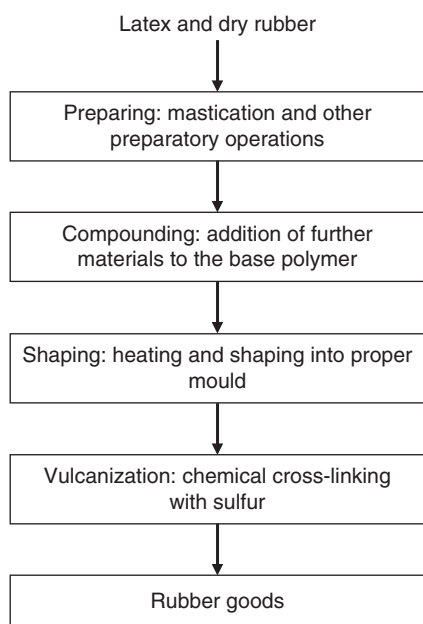 Latex and dry rubber
Preparing: mastication and other
preparatory operations
Compounding: addition of further
materials to the base polymer
Shaping: heating and shaping into proper
mould
Vulcanization: chemical cross-linking
with sulfur
Rubber goods